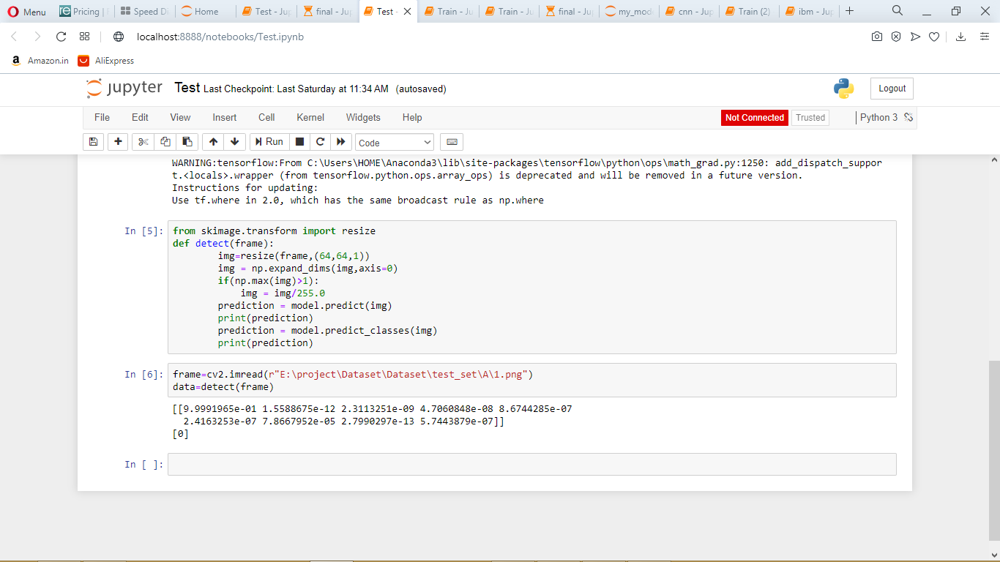 Menu
Pricing |
Speed Di
Home
Test - Jup
final - Jup
Test -
Train - Ju
Train - Ju
final - Jup
my_mod
cnn - Jup
Train (2)
ibm - Jup
localhost:8888/notebooks/Test.ipynb
Amazon.in AliExpress
jupyter Test Last Checkpoint: Last Saturday at 11:34 AM (autosaved)
Logout
File Edit View Insert Cell Kernel Widgets Help
Not Connected Trusted Python 3
Run Code
WARNING:tensorflow:From C:\Users\HOME\Anaconda3\lib\site-packages\tensorflow\python\ops\math_grad.py:1250: add_dispatch_suppor
t.<locals>.wrapper (from tensorflow.python.ops.array_ops) is deprecated and will be removed in a future version.
Instructions for updating:
Use tf.where in 2.0, which has the same broadcast rule as np.where
In [5]: from skimage.transform import resize
def detect(frame):
img=resize(frame,(64,64,1))
img = np.expand_dims(img,axis=0)
if(np.max(img)>1):
img = img/255.0
prediction = model.predict(img)
print(prediction)
prediction = model.predict_classes(img)
print(prediction)
In [6]: frame=cv2.imread(r"E:\project\Dataset\Dataset\test_set\A\1.png")
data=detect(frame)
[[9.9991965e-01 1.5588675e-12 2.3113251e-09 4.7060848e-08 8.6744285e-07
2.4163253e-07 7.8667952e-05 2.7990297e-13 5.7443879e-07]]
[0]
In [ ]: